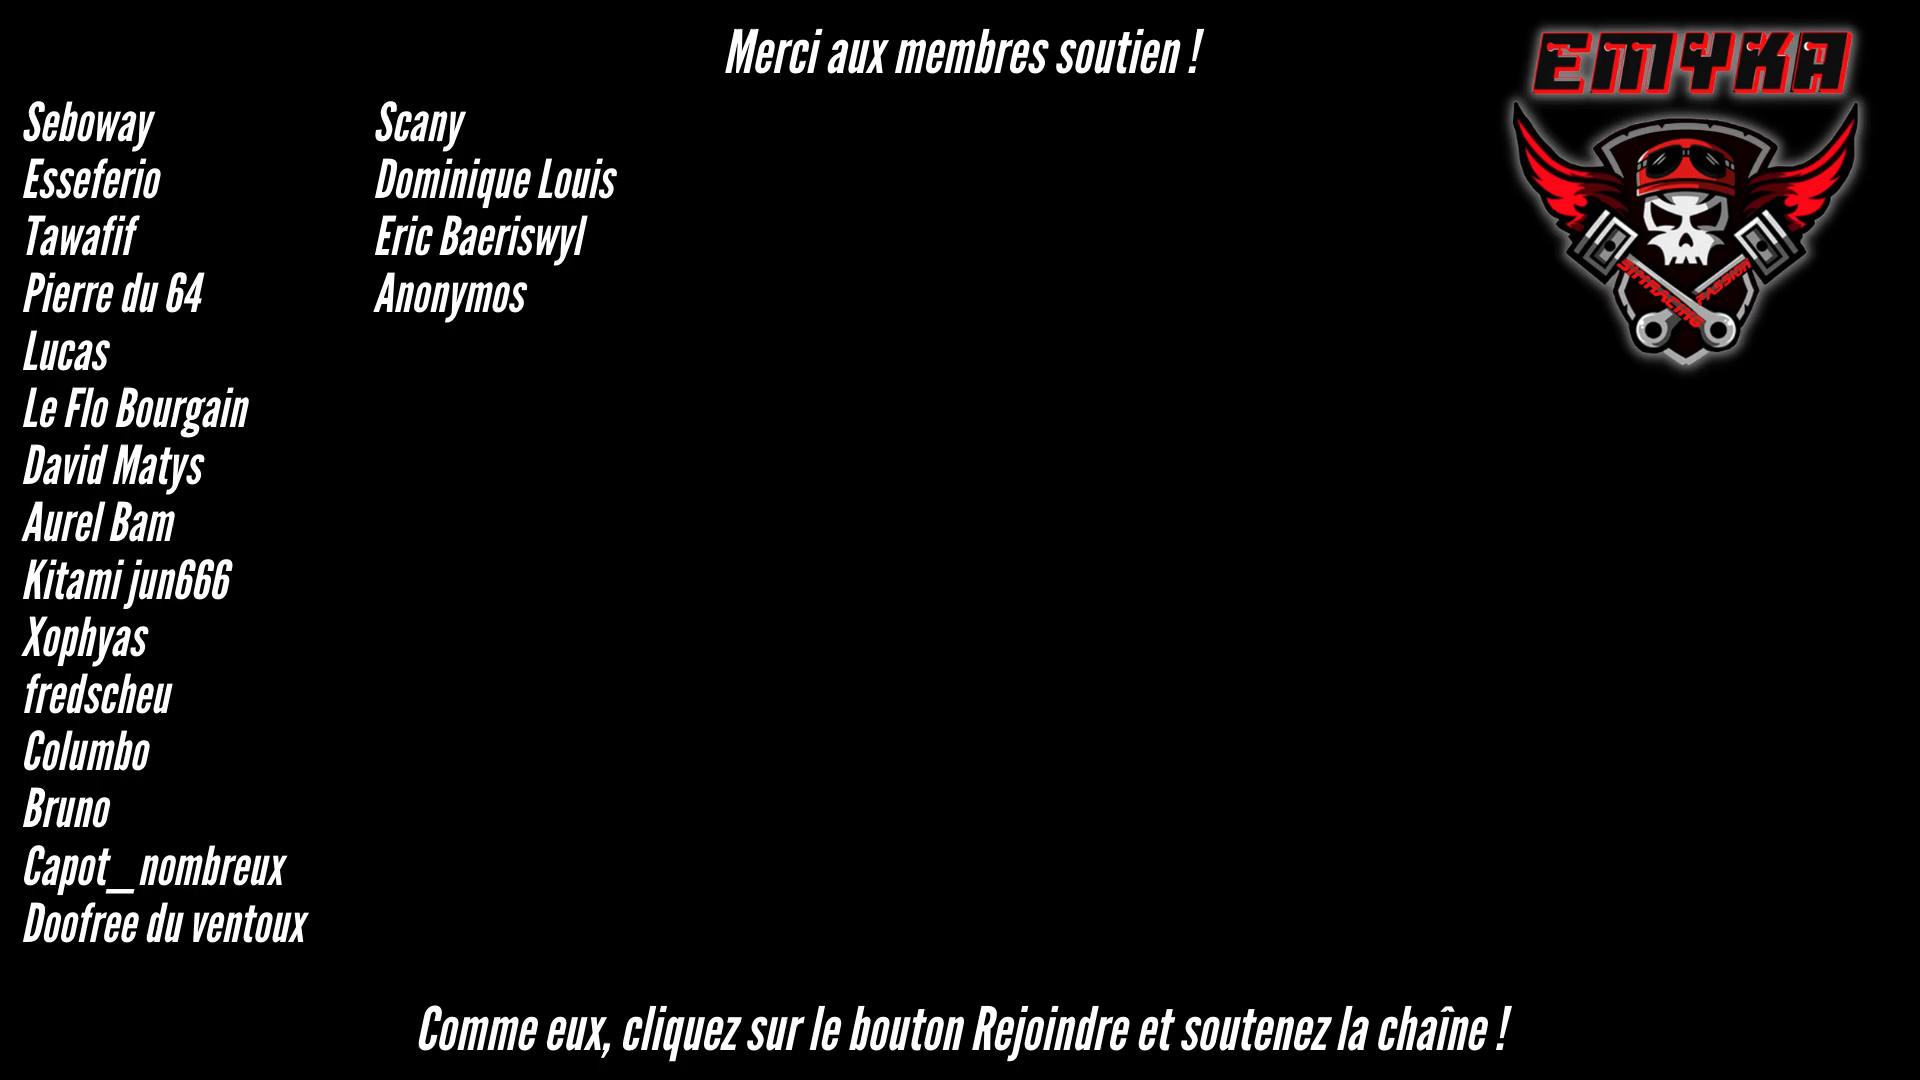 Merci aux membres soutien !
EMYKA
Seboway
Esseferio
Tawafif
Pierre du 64
Lucas
Le Flo Bourgain
David Matys
Aurel Bam
Kitami jun666
Xophyas
fredscheu
Columbo
Bruno
Capot_nombreux
Doofree du ventoux
Scany
Dominique Louis
Eric Baeriswyl
Anonymos
SIMRACING
PASSION
Comme eux, cliquez sur le bouton Rejoindre et soutenez la chaîne !